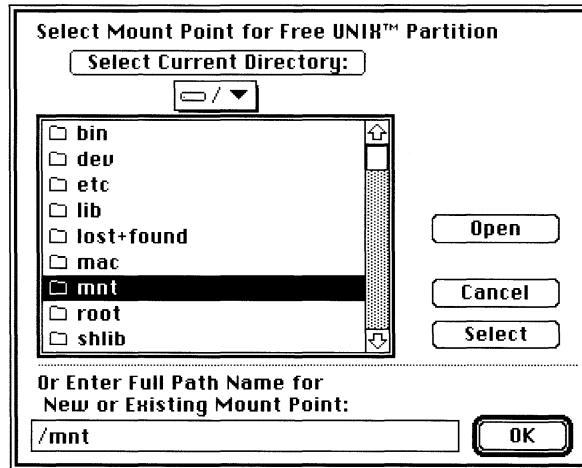 Select Mount Point for Free UNIX™ Partition
Select Current Directory:
/
bin
dev
etc
lib
lost+found
mac
mnt
root
shlib
Open
Cancel
Select
Or Enter Full Path Name for
New or Existing Mount Point:
/mnt
OK